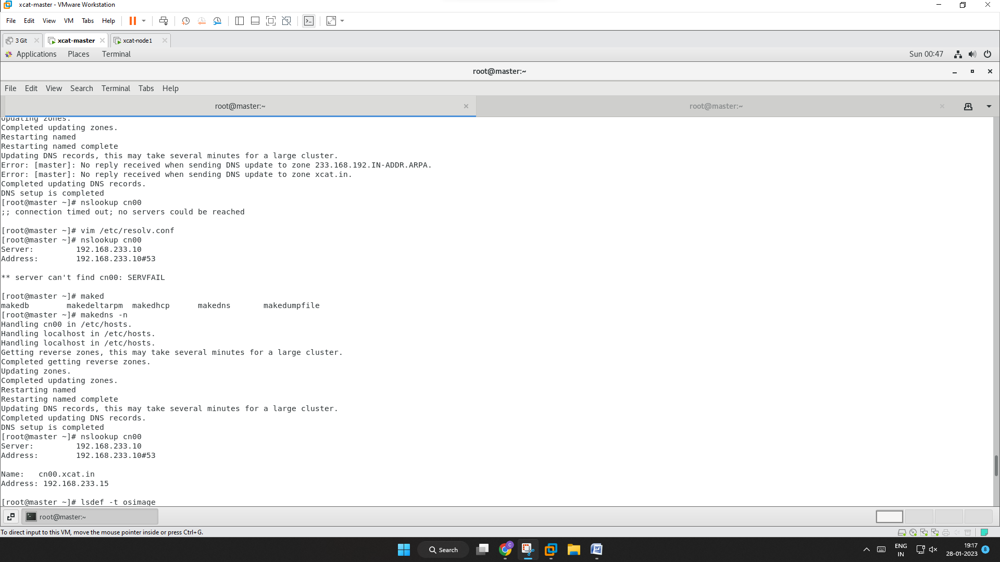 xcat-master - VMware Workstation
File Edit View VM Tabs Help
3 Git xcat-master xcat-node1
Applications Places Terminal Sun 00:47
root@master:~
File Edit View Search Terminal Tabs Help
root@master:~ root@master:~
Updating zones.
Completed updating zones.
Restarting named
Restarting named complete
Updating DNS records, this may take several minutes for a large cluster.
Error: [master]: No reply received when sending DNS update to zone 233.168.192.IN-ADDR.ARPA.
Error: [master]: No reply received when sending DNS update to zone xcat.in.
Completed updating DNS records.
DNS setup is completed
[root@master ~]# nslookup cn00
;; connection timed out; no servers could be reached
[root@master ~]# vim /etc/resolv.conf
[root@master ~]# nslookup cn00
Server:         192.168.233.10
Address:        192.168.233.10#53
** server can't find cn00: SERVFAIL
[root@master ~]# maked
makedb        makedeltarpm  makedhcp      makedns       makedumpfile
[root@master ~]# makedns -n
Handling cn00 in /etc/hosts.
Handling localhost in /etc/hosts.
Handling localhost in /etc/hosts.
Getting reverse zones, this may take several minutes for a large cluster.
Completed getting reverse zones.
Updating zones.
Completed updating zones.
Restarting named
Restarting named complete
Updating DNS records, this may take several minutes for a large cluster.
Completed updating DNS records.
DNS setup is completed
[root@master ~]# nslookup cn00
Server:         192.168.233.10
Address:        192.168.233.10#53
Name:   cn00.xcat.in
Address: 192.168.233.15
[root@master ~]# lsdef -t osimage
root@master:~
To direct input to this VM, move the mouse pointer inside or press Ctrl+G.
Search
C
ENG
IN
19:17
28-01-2023
8